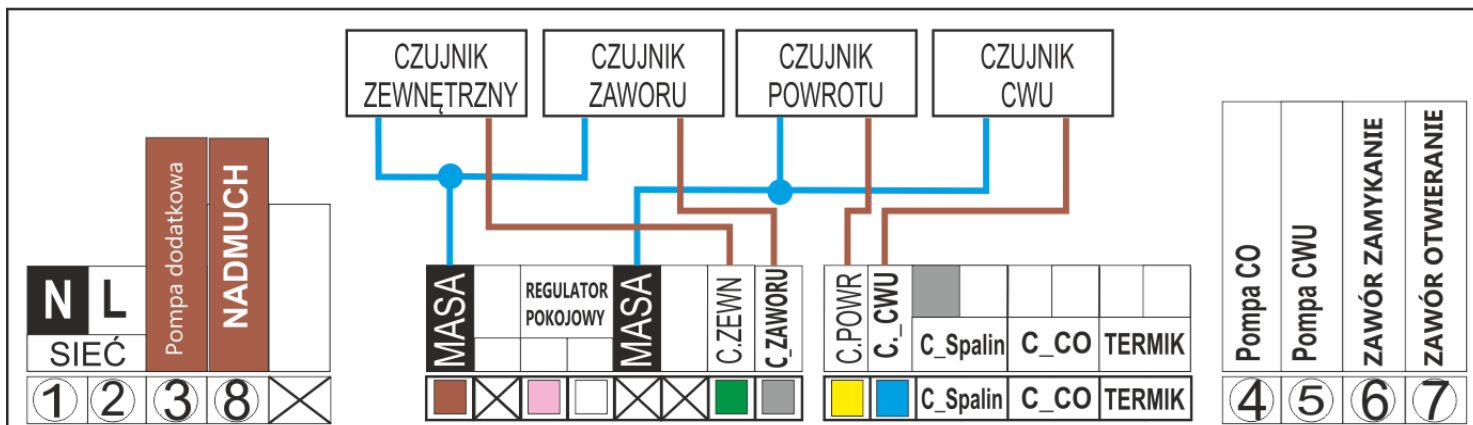 CZUJNIK
ZEWNĘTRZNY
CZUJNIK
ZAWORU
CZUJNIK
POWROTU
CZUJNIK
CWU
N L
SIEĆ
Pompa dodatkowa
NADMUCH
MASA
REGULATOR
POKOJOWY
MASA
C.ZEWN
C_ZAWORU
C.POWR
C._CWU
C_Spalin C_CO TERMIK
Pompa CO
Pompa CWU
ZAWÓR ZAMYKANIE
ZAWÓR OTWIERANIE
1 2 3 8
C_Spalin C_CO TERMIK
4 5 6 7